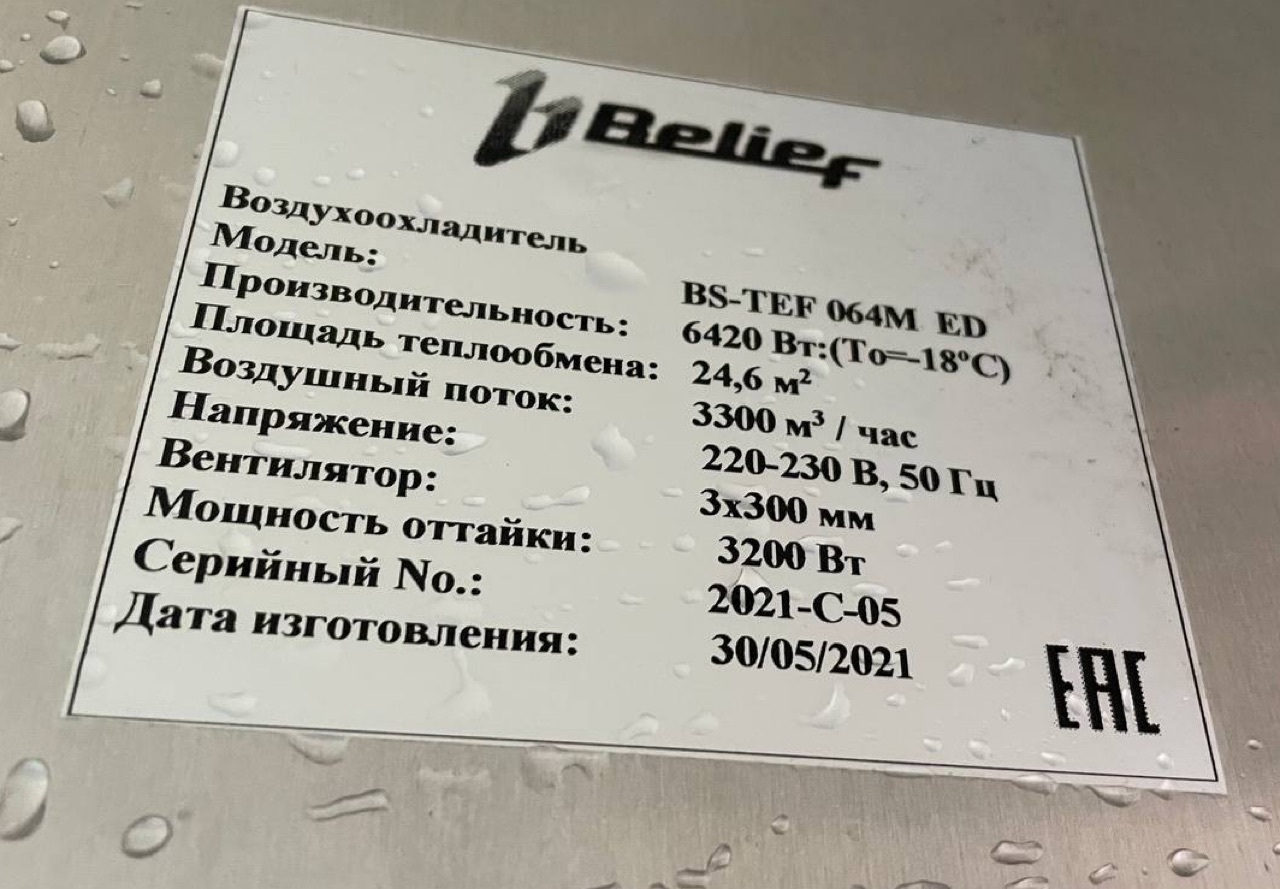 Belief
Воздухоохладитель
Модель: BS-TEF 064M ED
Производительность: 6420 Вт:(То=-18ºC)
Площадь теплообмена: 24,6 м²
Воздушный поток: 3300 м³ / час
Напряжение: 220-230 В, 50 Гц
Вентилятор: 3x300 мм
Мощность оттайки: 3200 Вт
Серийный No.: 2021-C-05
Дата изготовления: 30/05/2021
EAC